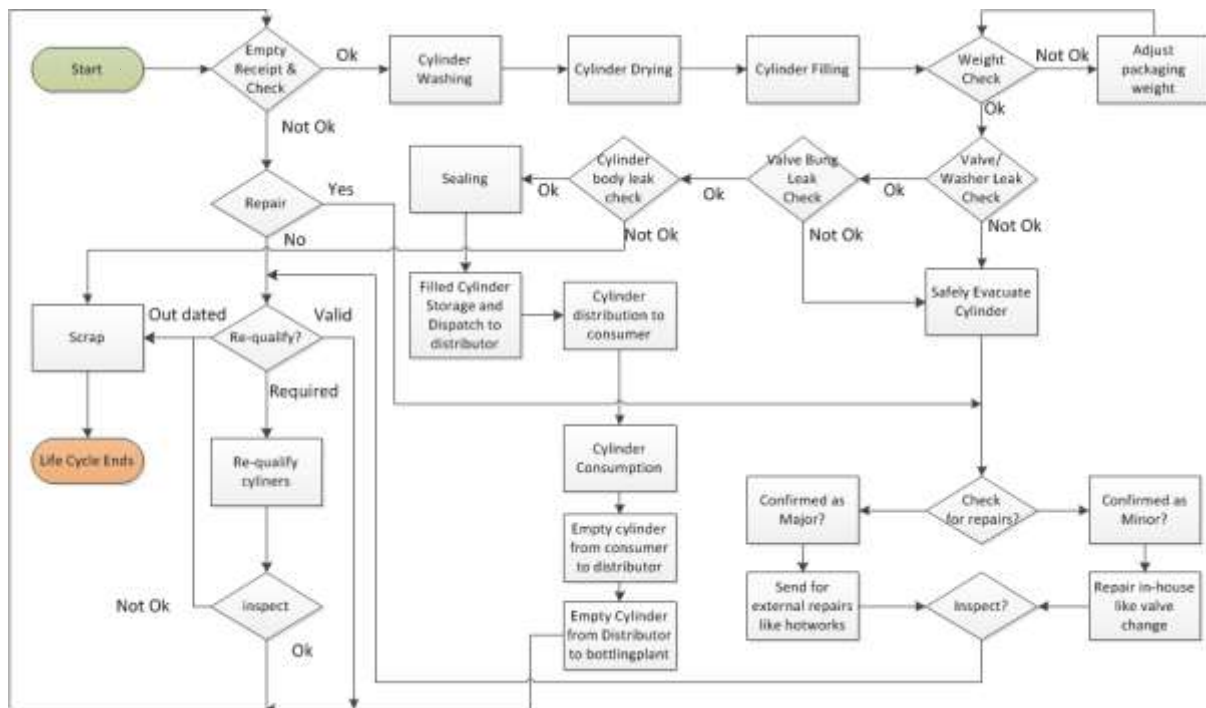 Start
Empty
Receipt &
Check
Ok
Cylinder
Washing
Cylinder Drying
Cylinder Filling
Weight
Check
Not Ok
Adjust
packaging
weight
Not Ok
Ok
Repair
Yes
No
Sealing
Ok
Cylinder
body leak
check
Not Ok
Ok
Valve Bung
Leak
Check
Not Ok
Ok
Valve/
Washer Leak
Check
Not Ok
Scrap
Out dated
Re-qualify?
Valid
Required
Filled Cylinder
Storage and
Dispatch to
distributor
Cylinder
distribution to
consumer
Safely Evacuate
Cylinder
Life Cycle Ends
Re-qualify
cyliners
Cylinder
Consumption
Confirmed as
Major?
Check
for repairs?
Confirmed as
Minor?
Empty cylinder
from consumer
to distributor
Not Ok
inspect
Ok
Empty Cylinder
from Distributor
to bottlingplant
Send for
external repairs
like hotworks
Inspect?
Repair in-house
like valve
change